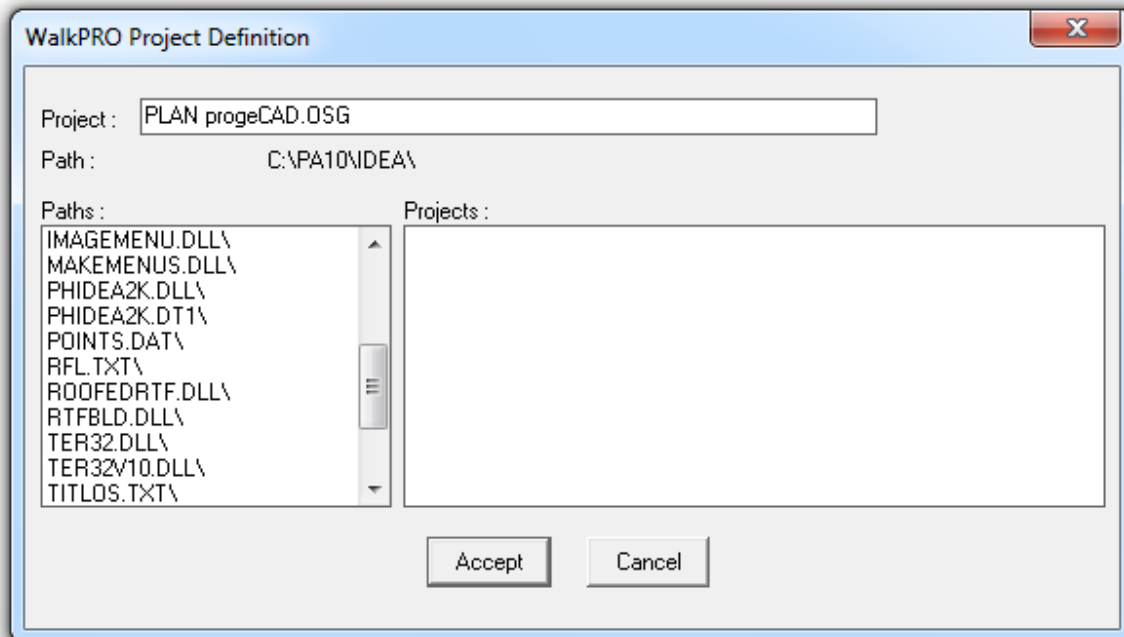 WalkPRO Project Definition
X
Project : PLAN progeCAD.OSG
Path : C:\PA10\IDEA\
Paths : Projects :
IMAGEMENU.DLL\
MAKEMENUS.DLL\
PHIDEA2K.DLL\
PHIDEA2K.DT1\
POINTS.DAT\
RFL.TXT\
ROOFEDRTF.DLL\
RTFBLD.DLL\
TER32.DLL\
TER32V10.DLL\
TITLOS.TXT\
Accept Cancel